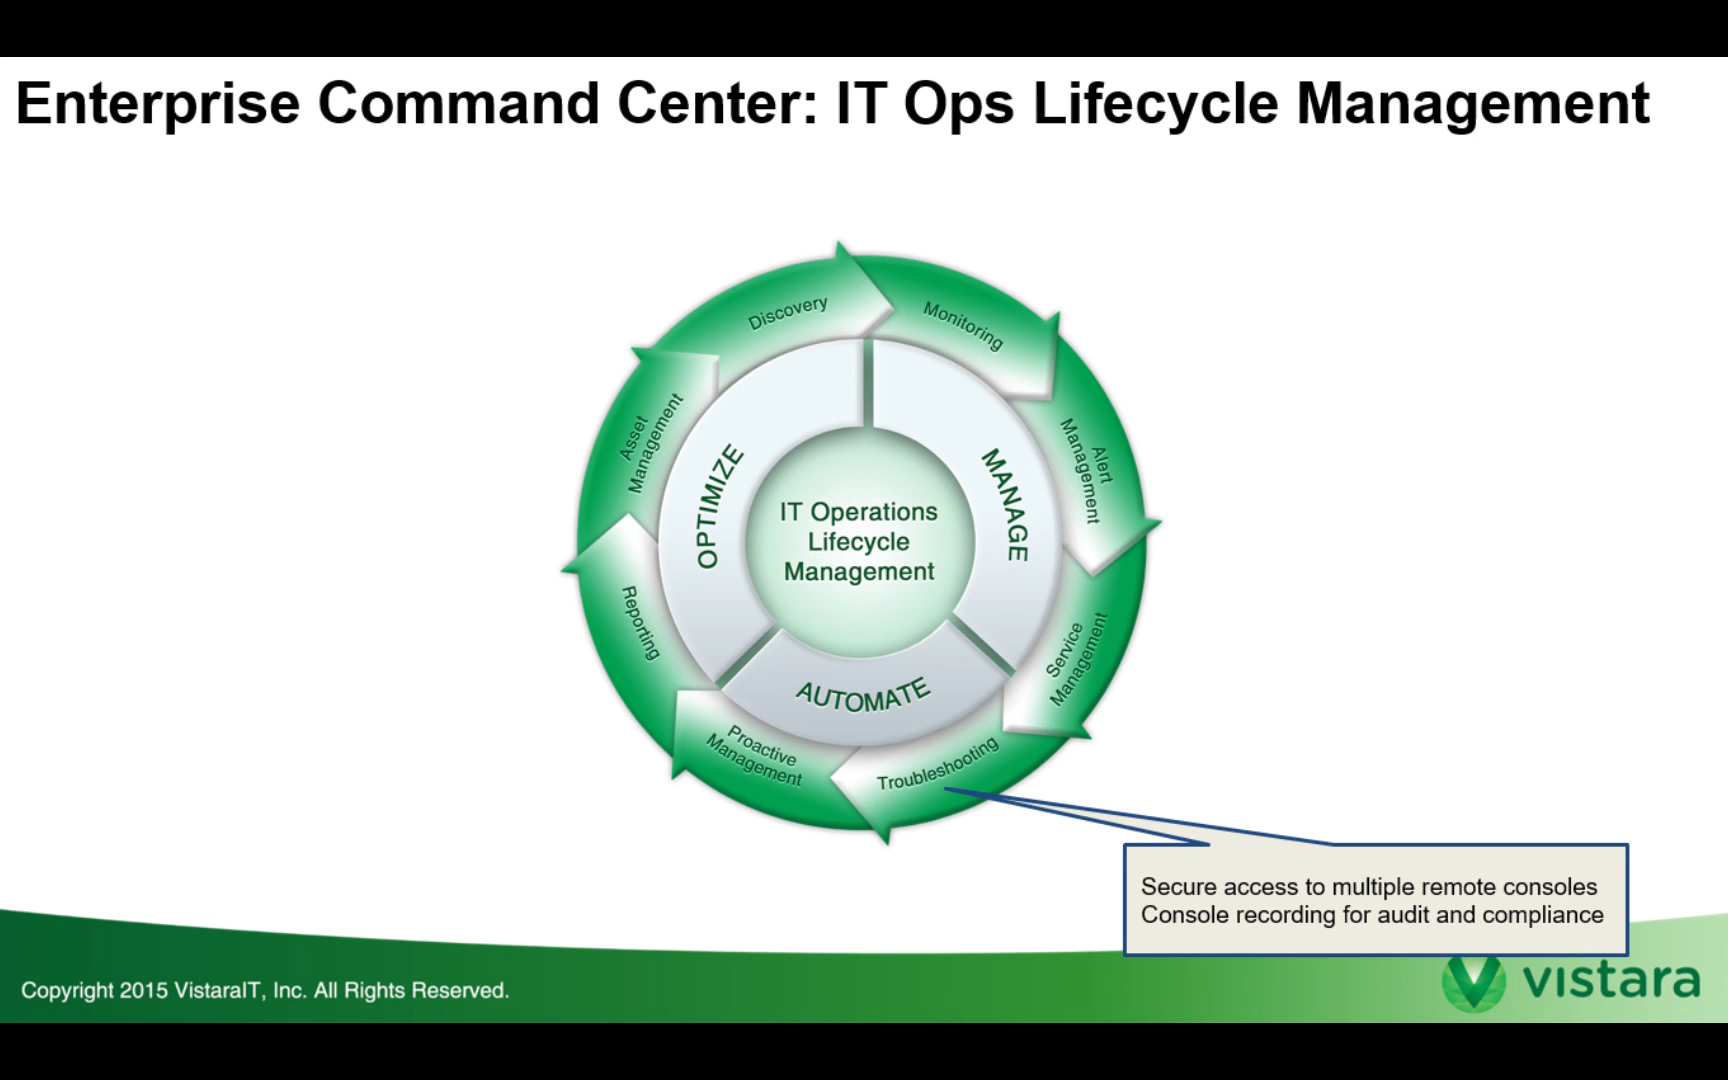 Enterprise Command Center: IT Ops Lifecycle Management
Discovery
Monitoring
Asset
Management
Alert
Management
OPTIMIZE
MANAGE
IT Operations
Lifecycle
Management
Reporting
Service
Management
AUTOMATE
Proactive
Management
Troubleshooting
Secure access to multiple remote consoles
Console recording for audit and compliance
Copyright 2015 VistaraIT, Inc. All Rights Reserved.
vistara